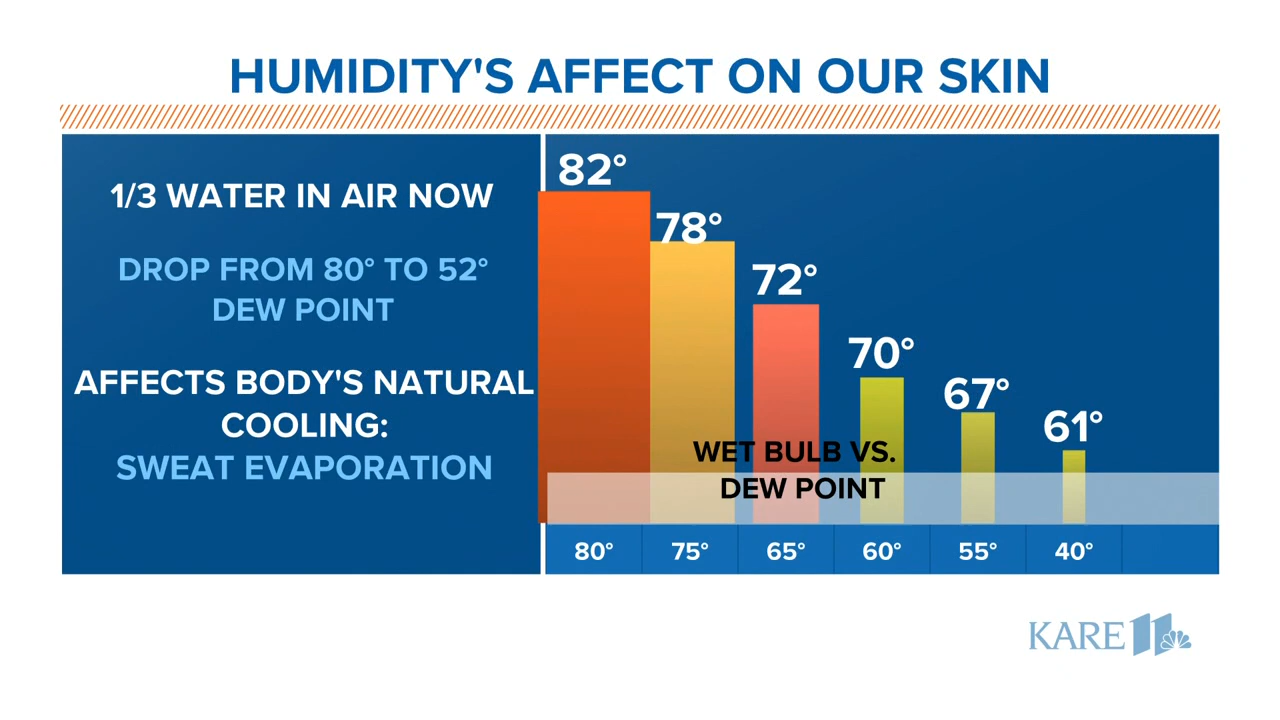 HUMIDITY'S AFFECT ON OUR SKIN
1/3 WATER IN AIR NOW
DROP FROM 80° TO 52°
DEW POINT
AFFECTS BODY'S NATURAL
COOLING:
SWEAT EVAPORATION
82°
78°
72°
70°
67°
61°
WET BULB VS.
DEW POINT
80° 75° 65° 60° 55° 40°
KARE 11